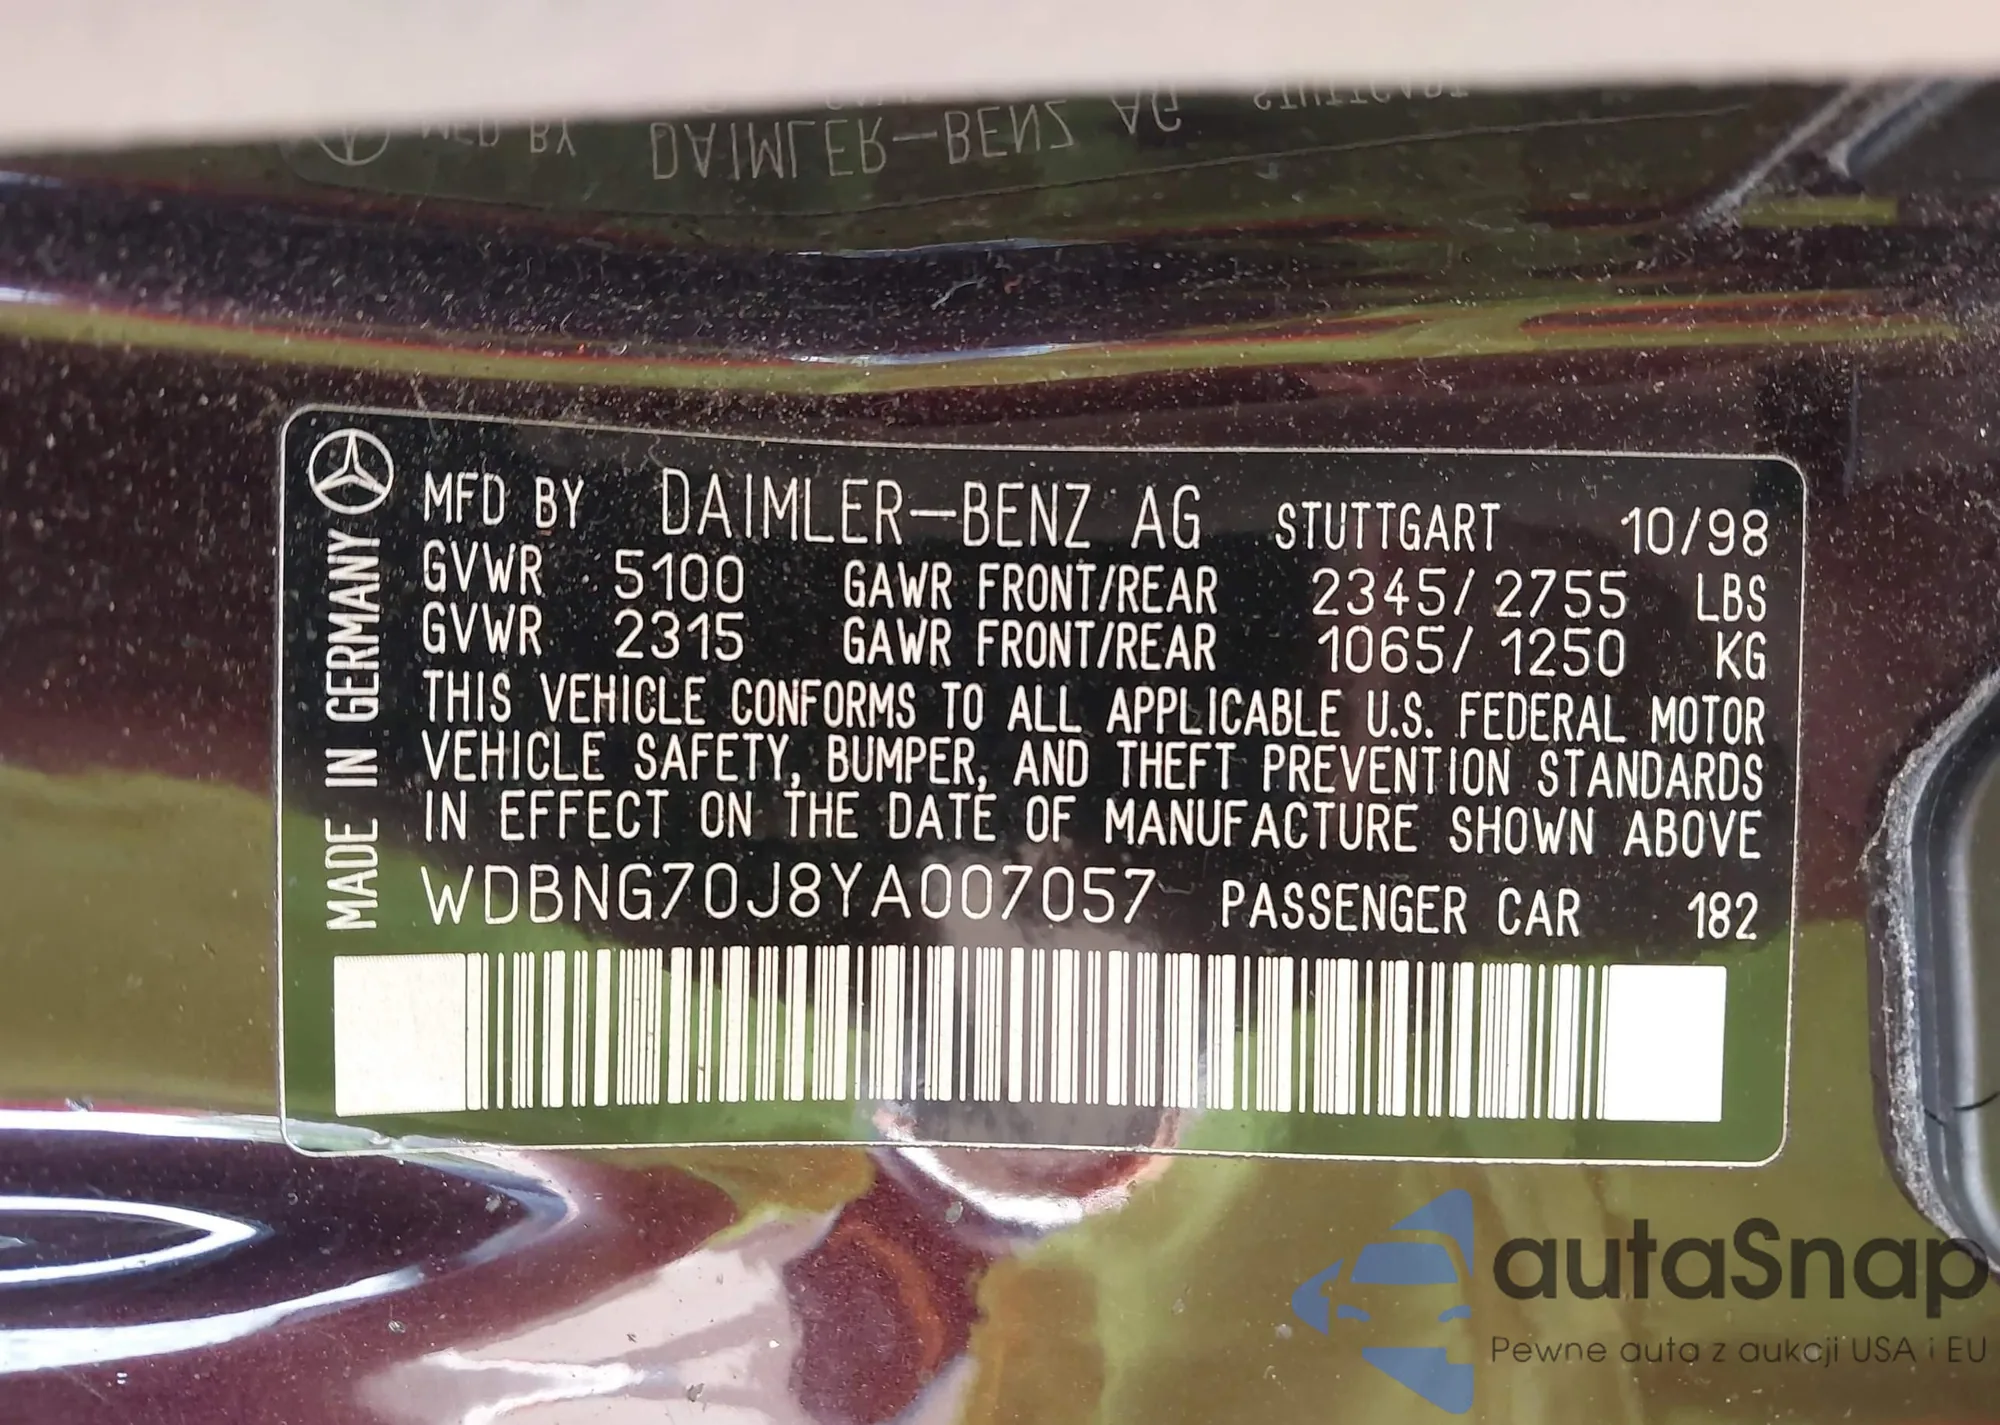 MFD BY DAIMLER-BENZ AG STUTTGART
MFD BY DAIMLER–BENZ AG STUTTGART 10/98
GVWR 5100 GAWR FRONT/REAR 2345/ 2755 LBS
GVWR 2315 GAWR FRONT/REAR 1065/ 1250 KG
THIS VEHICLE CONFORMS TO ALL APPLICABLE U.S. FEDERAL MOTOR
VEHICLE SAFETY, BUMPER, AND THEFT PREVENTION STANDARDS
IN EFFECT ON THE DATE OF MANUFACTURE SHOWN ABOVE
WDBNG70J8YA007057 PASSENGER CAR 182
MADE IN GERMANY
autaSnap
Pewne auta z aukcji USA i EU